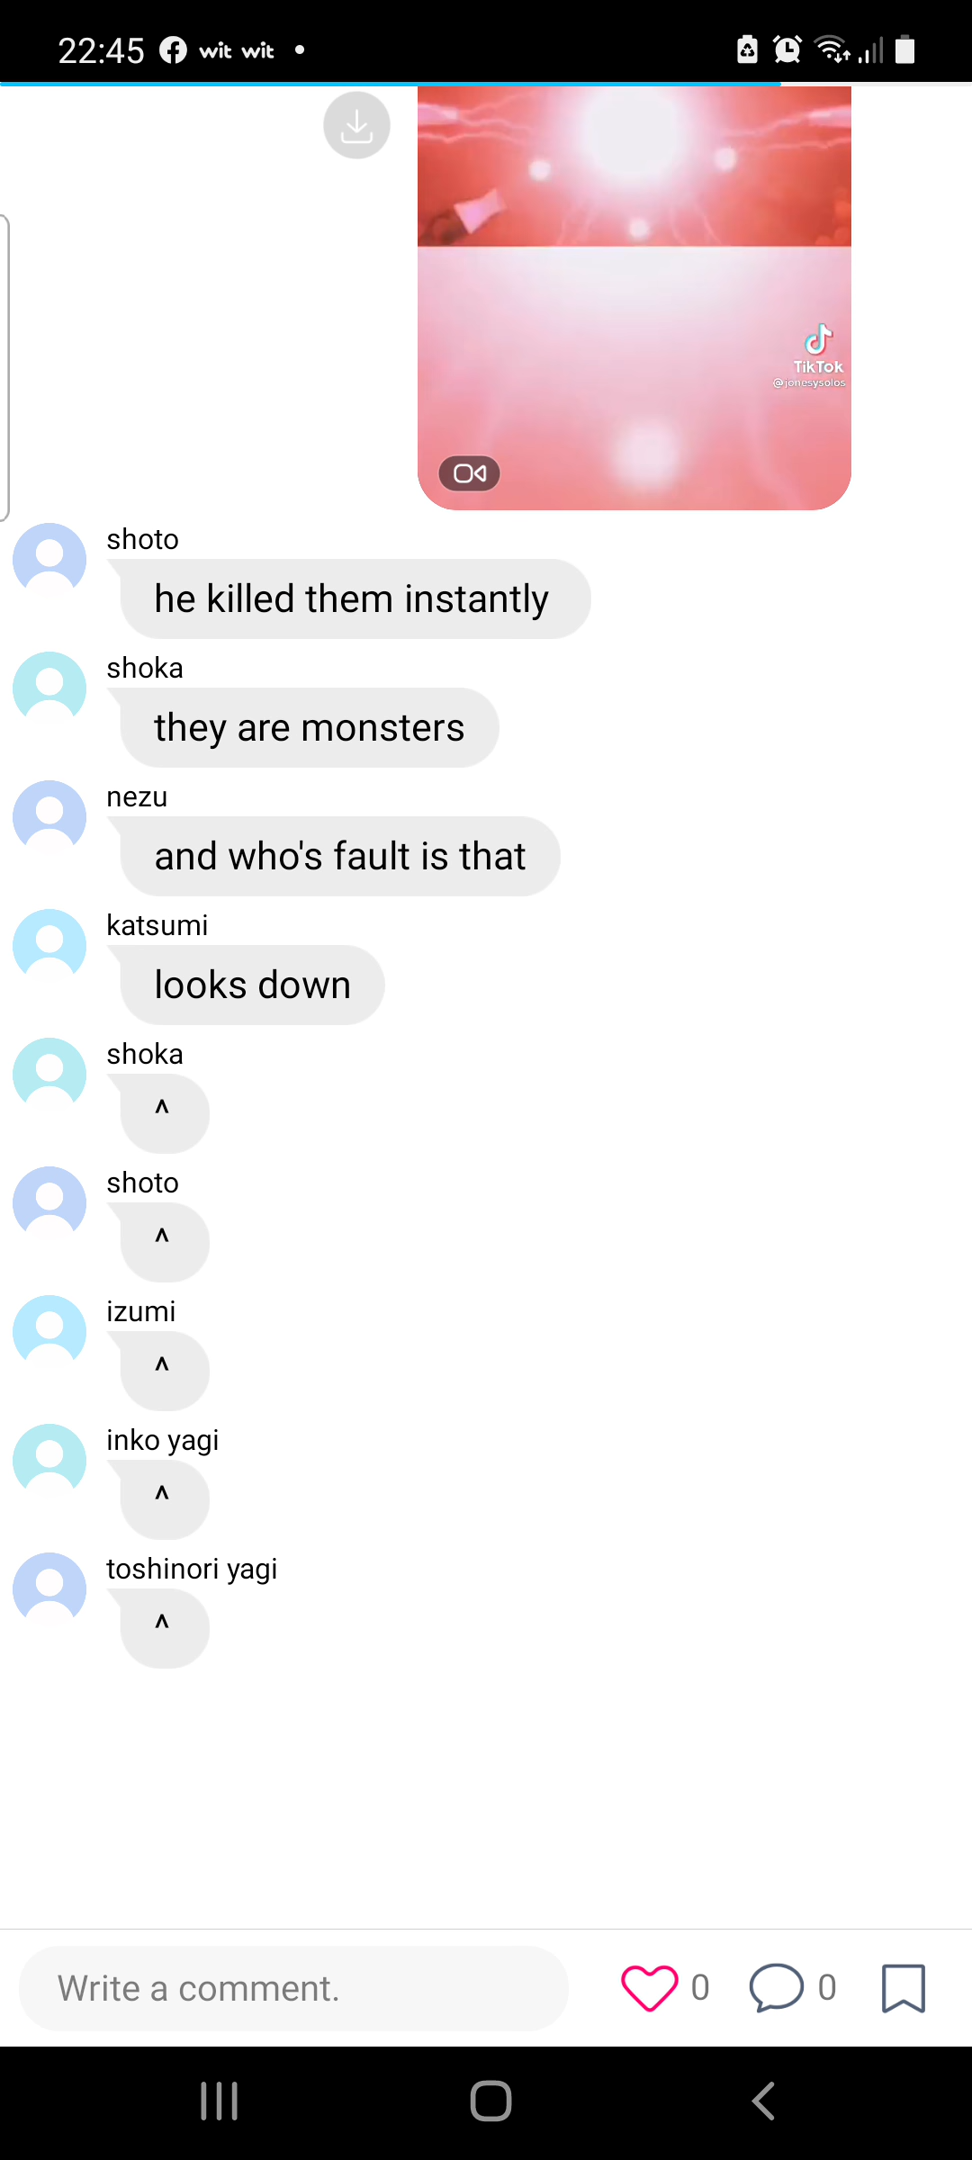 22:45 wit wit
TikTok
@jonesysolos
shoto
he killed them instantly
shoka
they are monsters
nezu
and who's fault is that
katsumi
looks down
shoka
^
shoto
^
izumi
^
inko yagi
^
toshinori yagi
^
Write a comment. 0 0